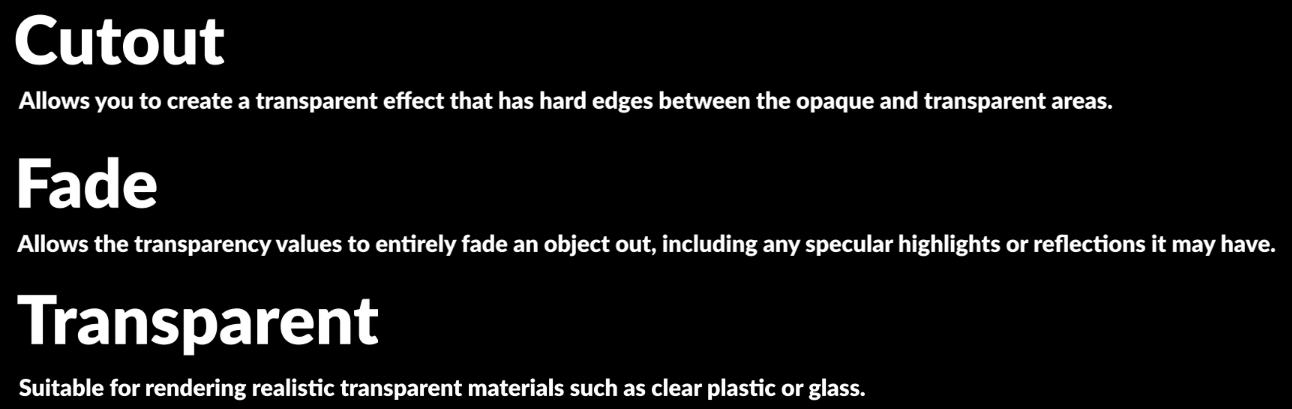 Cutout
Allows you to create a transparent effect that has hard edges between the opaque and transparent areas.
Fade
Allows the transparency values to entirely fade an object out, including any specular highlights or reflections it may have.
Transparent
Suitable for rendering realistic transparent materials such as clear plastic or glass.